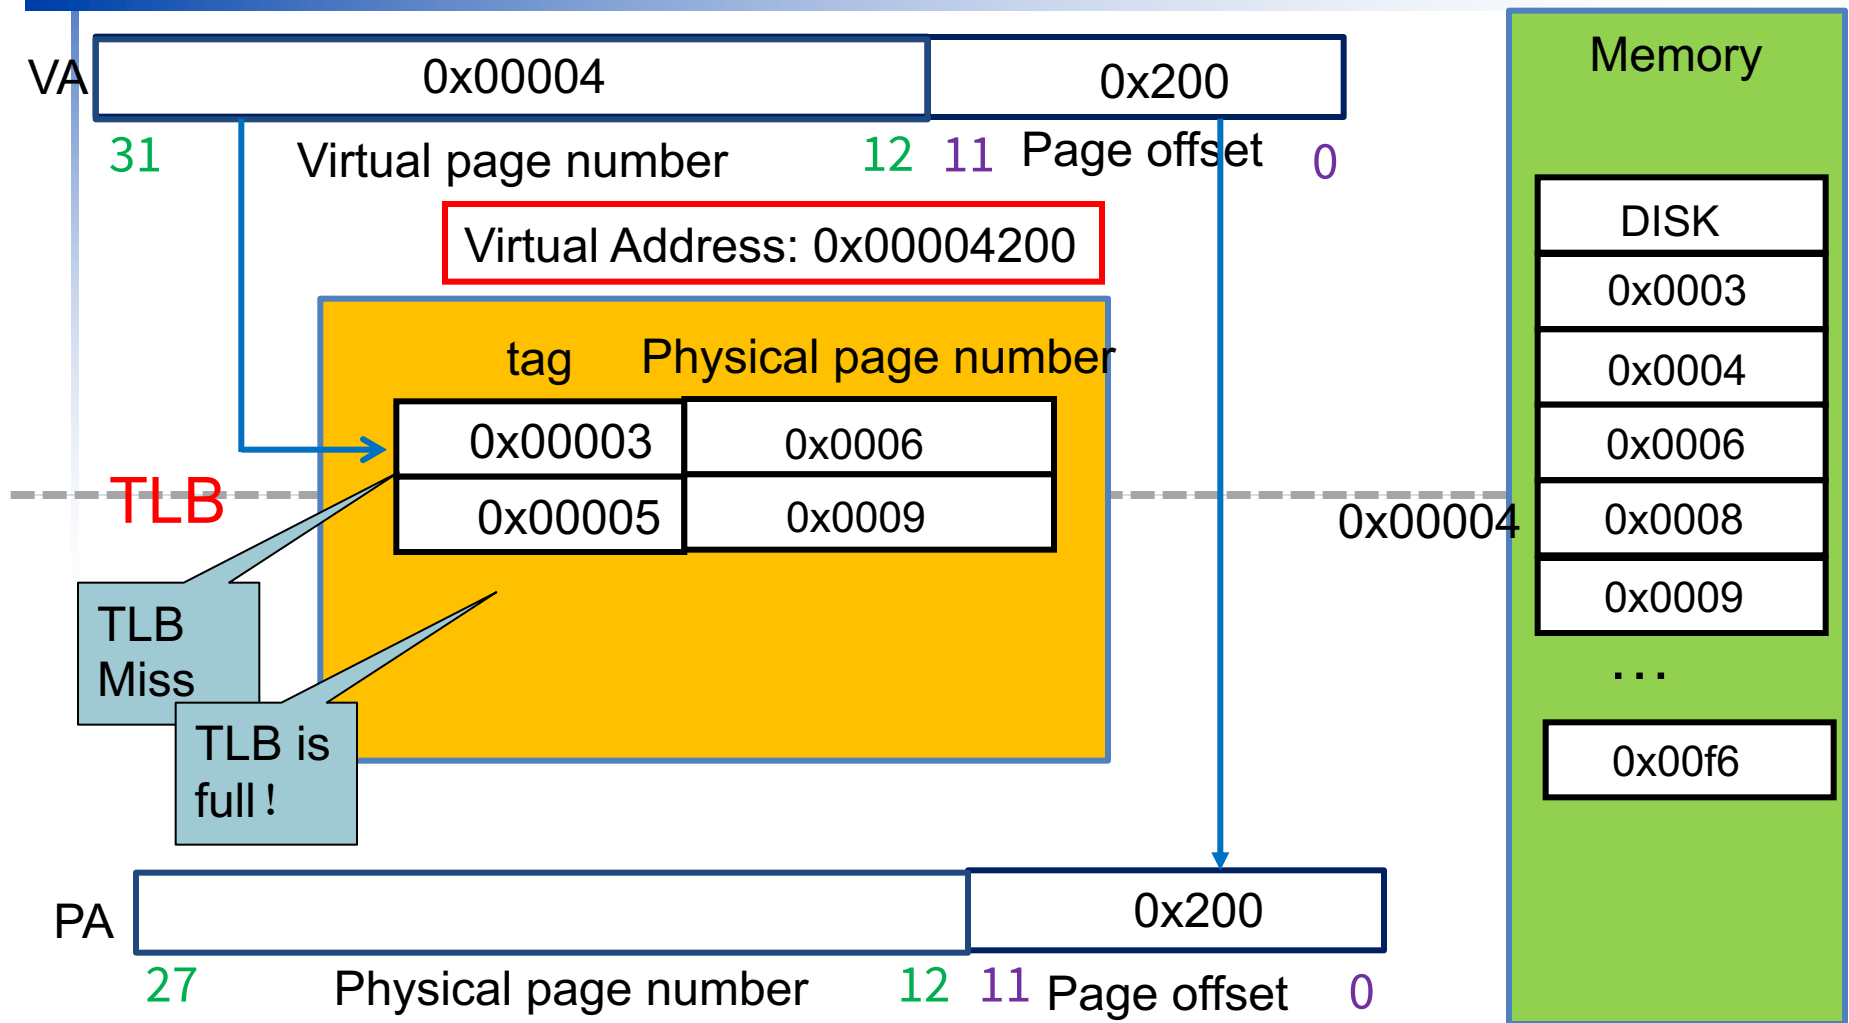 VA
0x00004
0x200
31
Virtual page number
12
11
Page offset
0
Virtual Address: 0x00004200
tag
Physical page number
0x00003
0x0006
0x00005
0x0009
TLB
TLB
Miss
TLB is
full!
0x00004
Memory
DISK
0x0003
0x0004
0x0006
0x0008
0x0009
...
0x00f6
PA
0x200
27
Physical page number
12
11
Page offset
0